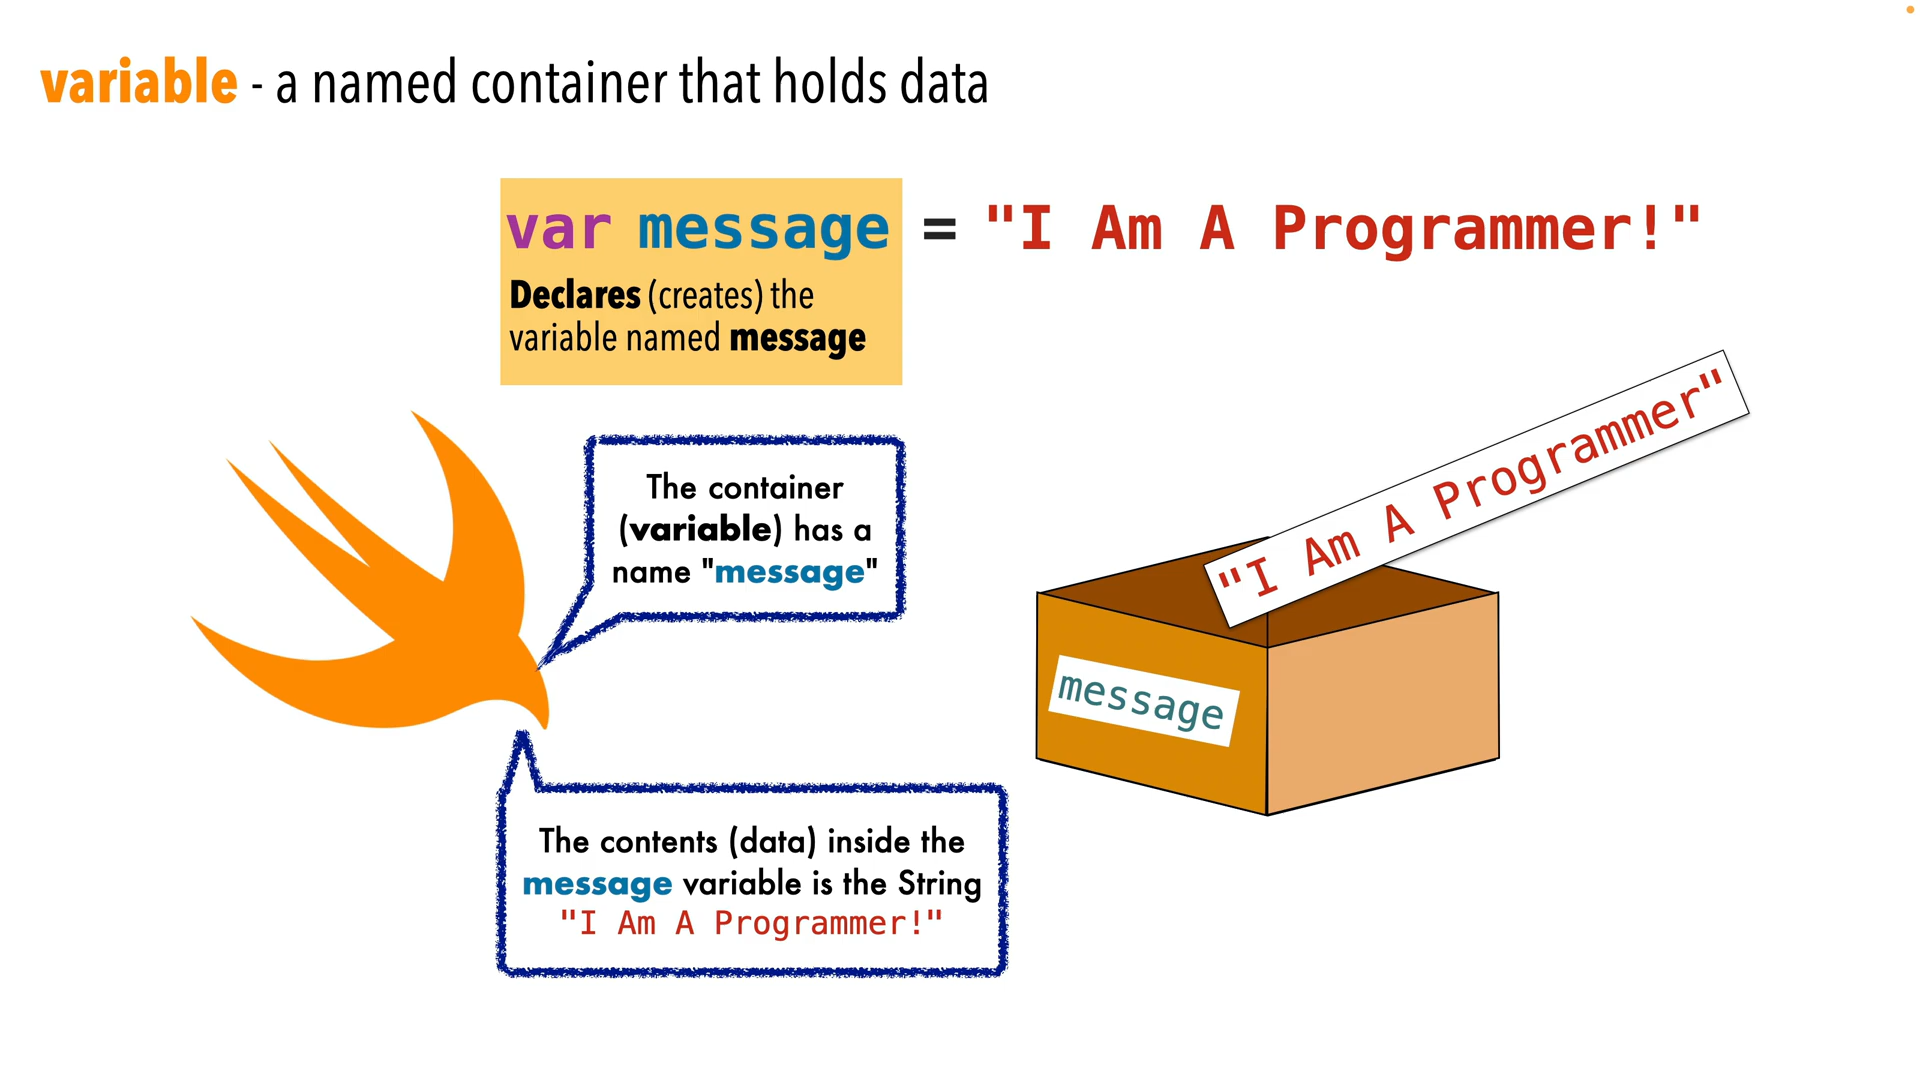 variable - a named container that holds data
var message = "I Am A Programmer!"
Declares (creates) the
variable named message
The container
(variable) has a
name "message"
"I Am A Programmer"
message
The contents (data) inside the
message variable is the String
"I Am A Programmer!"